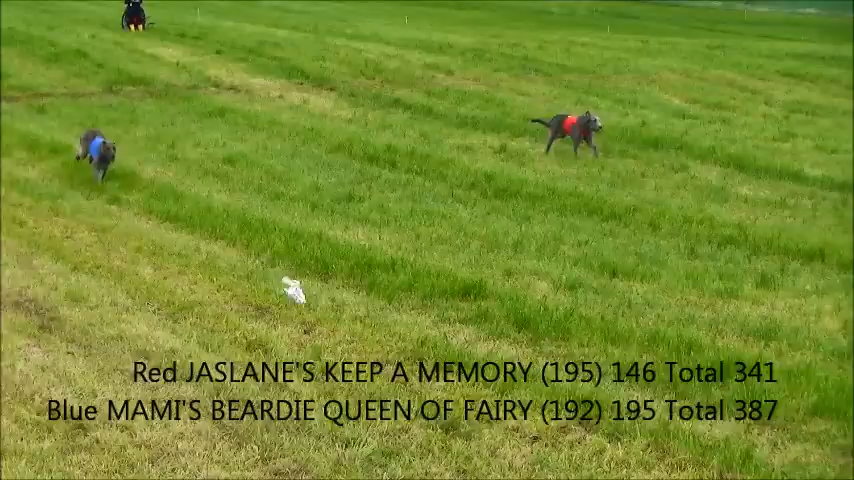 Red JASLANE'S KEEP A MEMORY (195) 146 Total 341
Blue MAMI'S BEARDIE QUEEN OF FAIRY (192) 195 Total 387